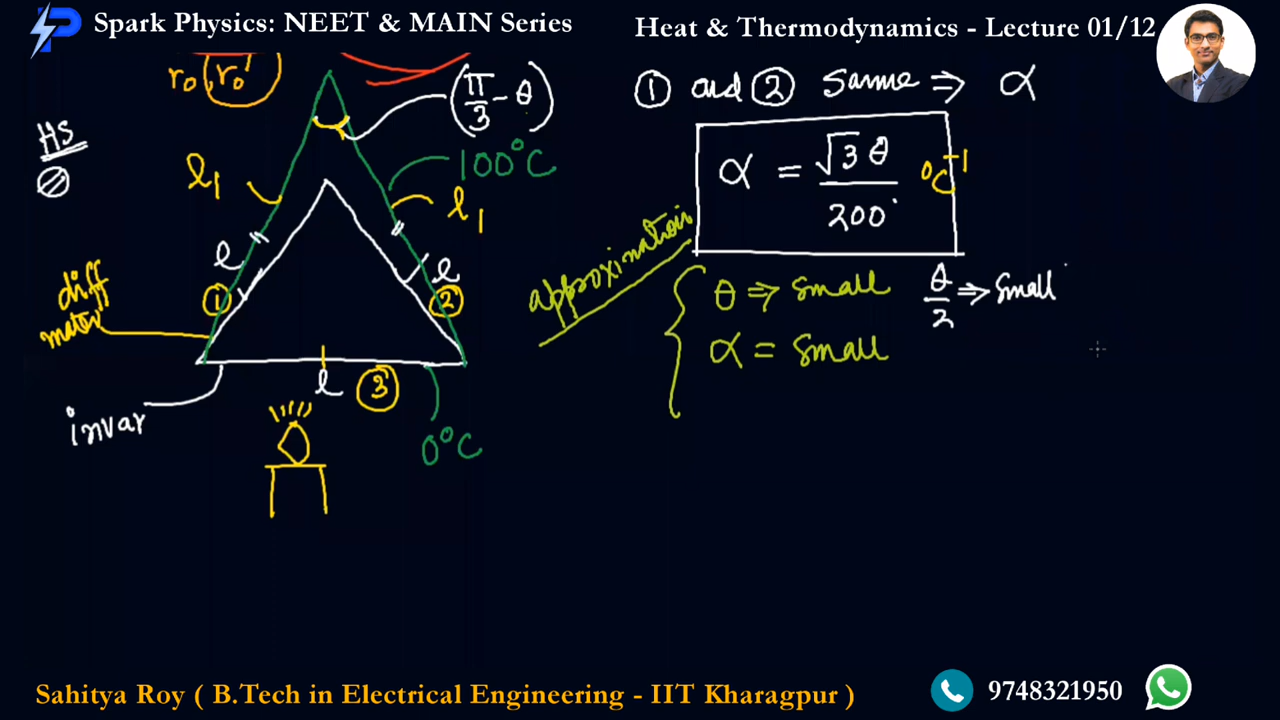 Spark Physics: NEET & MAIN Series
Heat & Thermodynamics - Lecture 01/12
r₀, r₀'
(π/3 - θ)
HS
100°C
l₁
l₁
l
l
①
②
diff
invar
l
③
0°C
① and ② Same ⇒ α
α = √3 θ / 200 °C⁻¹
approximation
θ ⇒ small
θ/2 ⇒ small
α = small
Sahitya Roy ( B.Tech in Electrical Engineering - IIT Kharagpur )
9748321950